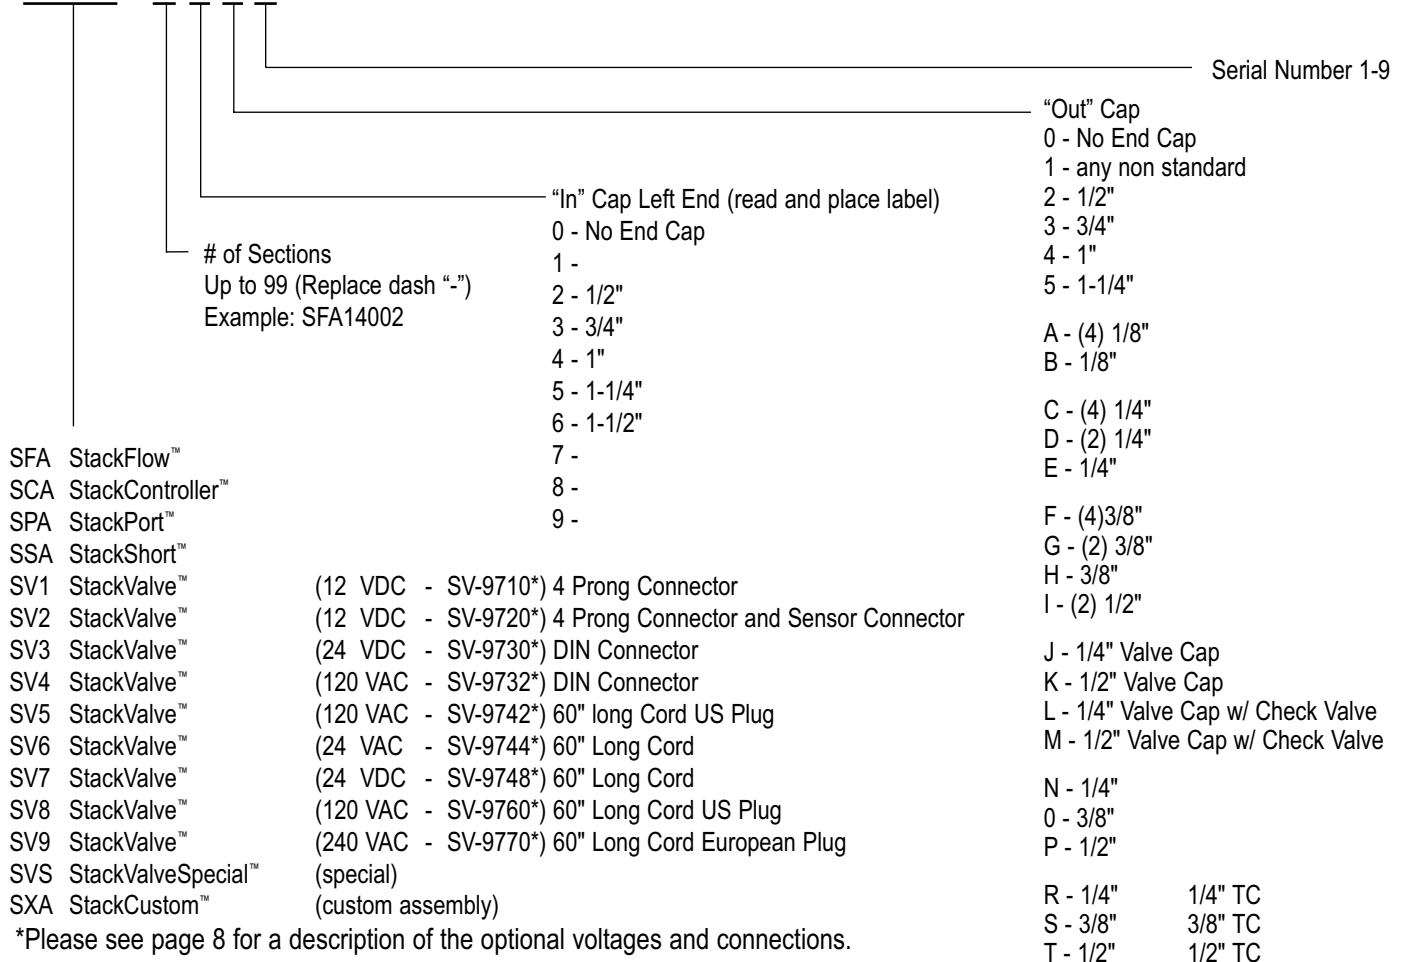 Serial Number 1-9
“Out” Cap
0 - No End Cap
1 - any non standard
2 - 1/2"
3 - 3/4"
4 - 1"
5 - 1-1/4"
A - (4) 1/8"
B - 1/8"
C - (4) 1/4"
D - (2) 1/4"
E - 1/4"
F - (4)3/8"
G - (2) 3/8"
H - 3/8"
I - (2) 1/2"
J - 1/4" Valve Cap
K - 1/2" Valve Cap
L - 1/4" Valve Cap w/ Check Valve
M - 1/2" Valve Cap w/ Check Valve
N - 1/4"
0 - 3/8"
P - 1/2"
R - 1/4" 1/4" TC
S - 3/8" 3/8" TC
T - 1/2" 1/2" TC
“In” Cap Left End (read and place label)
0 - No End Cap
1 -
2 - 1/2"
3 - 3/4"
4 - 1"
5 - 1-1/4"
6 - 1-1/2"
7 -
8 -
9 -
# of Sections
Up to 99 (Replace dash “-”)
Example: SFA14002
SFA StackFlow™
SCA StackController™
SPA StackPort™
SSA StackShort™
SV1 StackValve™ (12 VDC - SV-9710*) 4 Prong Connector
SV2 StackValve™ (12 VDC - SV-9720*) 4 Prong Connector and Sensor Connector
SV3 StackValve™ (24 VDC - SV-9730*) DIN Connector
SV4 StackValve™ (120 VAC - SV-9732*) DIN Connector
SV5 StackValve™ (120 VAC - SV-9742*) 60" long Cord US Plug
SV6 StackValve™ (24 VAC - SV-9744*) 60" Long Cord
SV7 StackValve™ (24 VDC - SV-9748*) 60" Long Cord
SV8 StackValve™ (120 VAC - SV-9760*) 60" Long Cord US Plug
SV9 StackValve™ (240 VAC - SV-9770*) 60" Long Cord European Plug
SVS StackValveSpecial™ (special)
SXA StackCustom™ (custom assembly)
*Please see page 8 for a description of the optional voltages and connections.